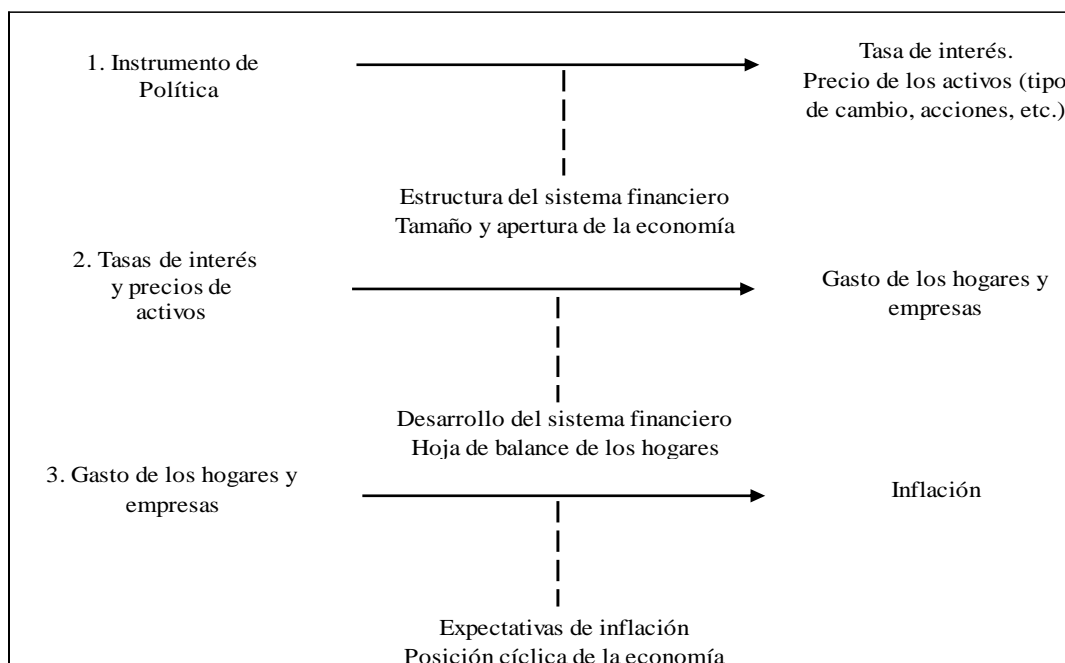 1. Instrumento de
Política
Tasa de interés.
Precio de los activos (tipo
de cambio, acciones, etc.)
Estructura del sistema financiero
Tamaño y apertura de la economía
2. Tasas de interés
y precios de
activos
Gasto de los hogares y
empresas
Desarrollo del sistema financiero
Hoja de balance de los hogares
3. Gasto de los hogares y
empresas
Inflación
Expectativas de inflación
Posición cíclica de la economía